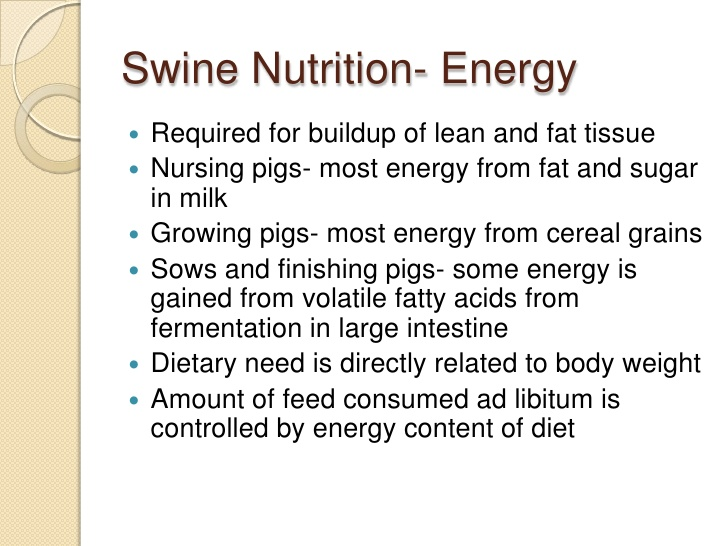 Swine Nutrition- Energy
• Required for buildup of lean and fat tissue
• Nursing pigs- most energy from fat and sugar
in milk
• Growing pigs- most energy from cereal grains
• Sows and finishing pigs- some energy is
gained from volatile fatty acids from
fermentation in large intestine
• Dietary need is directly related to body weight
• Amount of feed consumed ad libitum is
controlled by energy content of diet